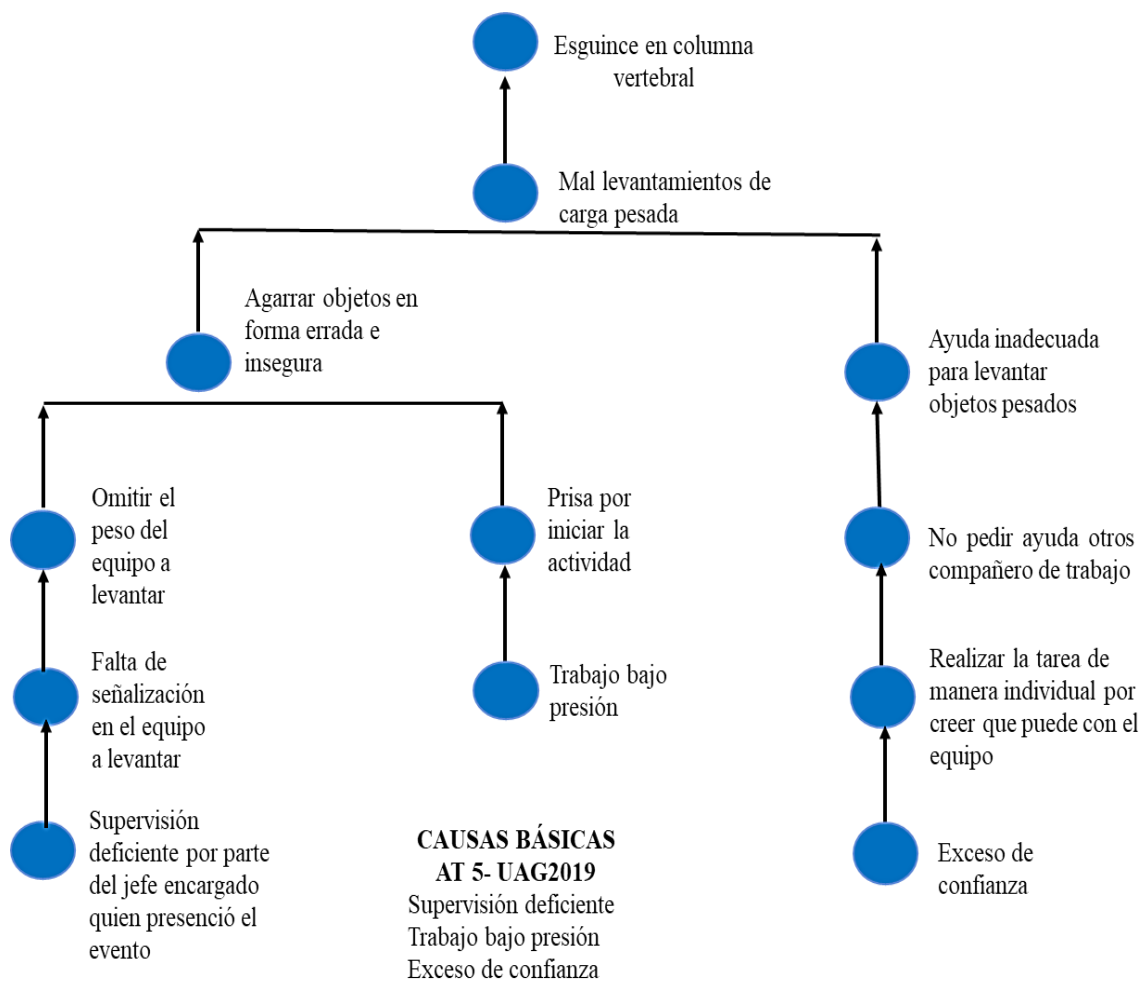 Esguince en columna
vertebral
Mal levantamientos de
carga pesada
Agarrar objetos en
forma errada e
insegura
Ayuda inadecuada
para levantar
objetos pesados
Omitir el
peso del
equipo a
levantar
Prisa por
iniciar la
actividad
No pedir ayuda otros
compañero de trabajo
Falta de
señalización
en el equipo
a levantar
Trabajo bajo
presión
Realizar la tarea de
manera individual por
creer que puede con el
equipo
Supervisión
deficiente por parte
del jefe encargado
quien presenció el
evento
CAUSAS BÁSICAS
AT 5- UAG2019
Supervisión deficiente
Trabajo bajo presión
Exceso de confianza
Exceso de
confianza